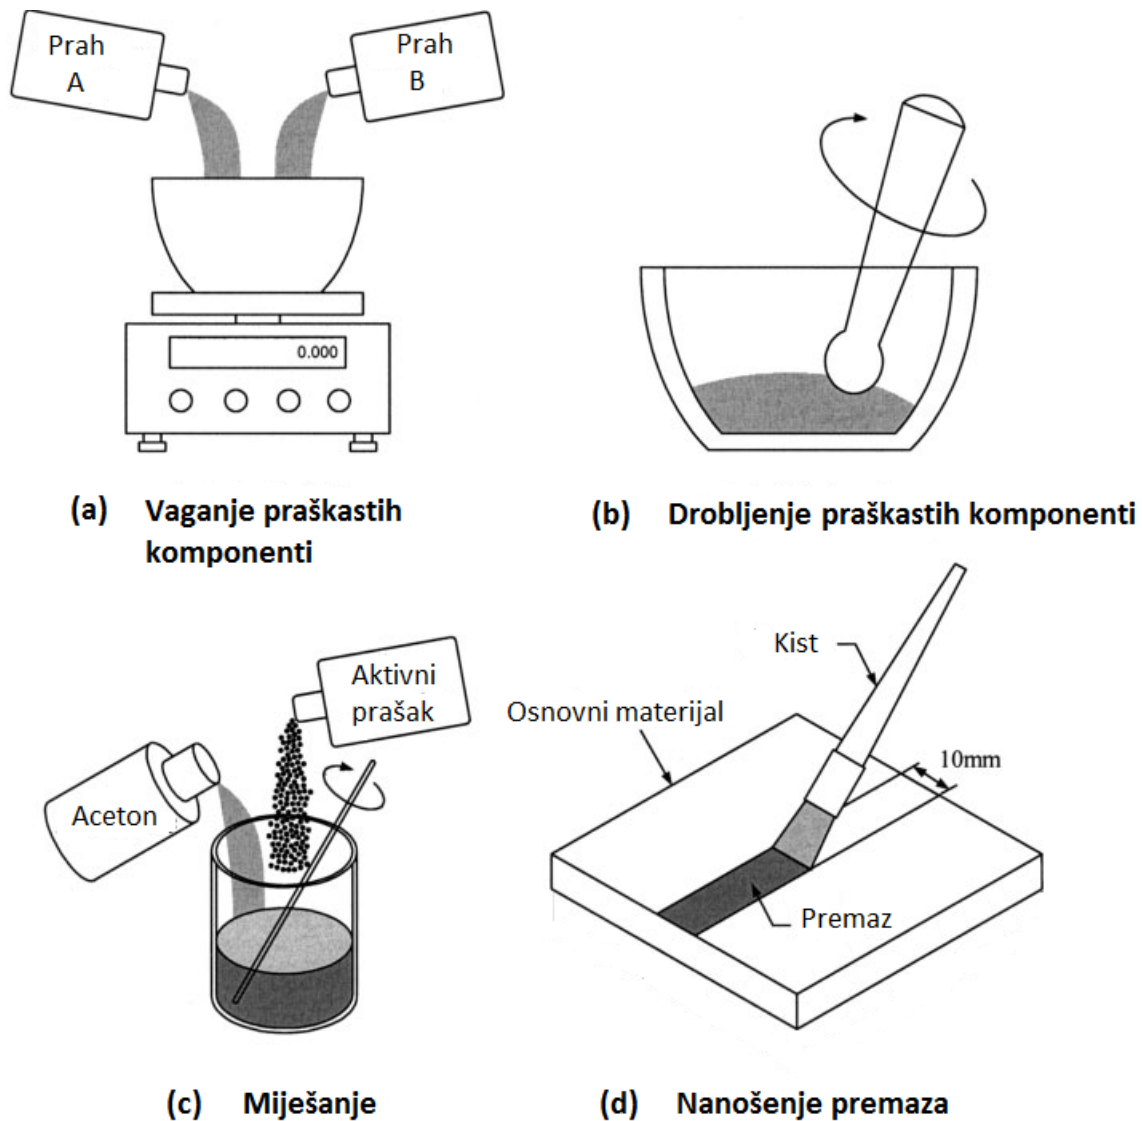 Prah
A
Prah
B
0.000
(a) Vaganje praškastih
komponenti
(b) Drobljenje praškastih komponenti
Aktivni
prašak
Aceton
Kist
Osnovni materijal
10mm
Premaz
(c) Miješanje
(d) Nanošenje premaza